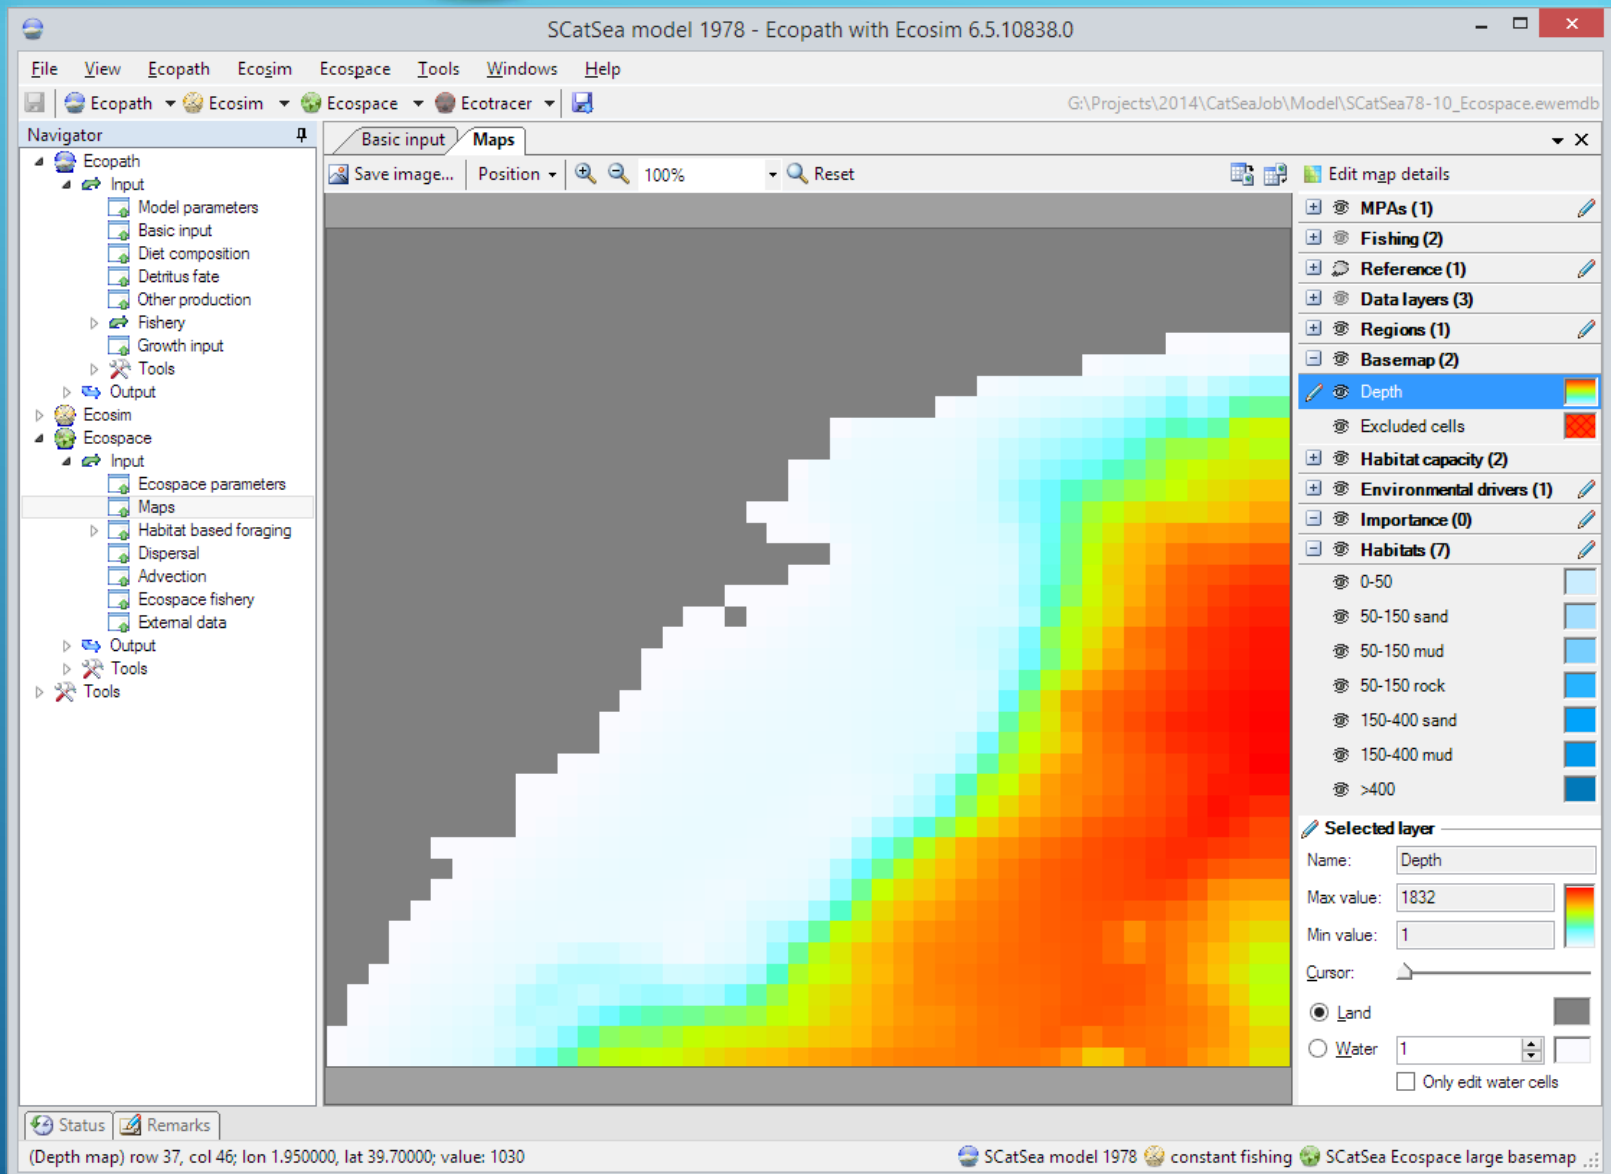 SCatSea model 1978 - Ecopath with Ecosim 6.5.10838.0
File View Ecopath Ecosim Ecospace Tools Windows Help
Ecopath Ecosim Ecospace Ecotracer G:\Projects\2014\CatSeaJob\Model\SCatSea78-10_Ecospace.ewemdb
Navigator
Ecopath
Input
Model parameters
Basic input
Diet composition
Detritus fate
Other production
Fishery
Growth input
Tools
Output
Ecosim
Ecospace
Input
Ecospace parameters
Maps
Habitat based foraging
Dispersal
Advection
Ecospace fishery
External data
Output
Tools
Tools
Basic input Maps
Save image... Position 100% Reset
Edit map details
MPAs (1)
Fishing (2)
Reference (1)
Data layers (3)
Regions (1)
Basemap (2)
Depth
Excluded cells
Habitat capacity (2)
Environmental drivers (1)
Importance (0)
Habitats (7)
0-50
50-150 sand
50-150 mud
50-150 rock
150-400 sand
150-400 mud
>400
Selected layer
Name: Depth
Max value: 1832
Min value: 1
Cursor:
Land
Water 1
Only edit water cells
Status Remarks
(Depth map) row 37, col 46; lon 1.950000, lat 39.70000; value: 1030 SCatSea model 1978 constant fishing SCatSea Ecospace large basemap